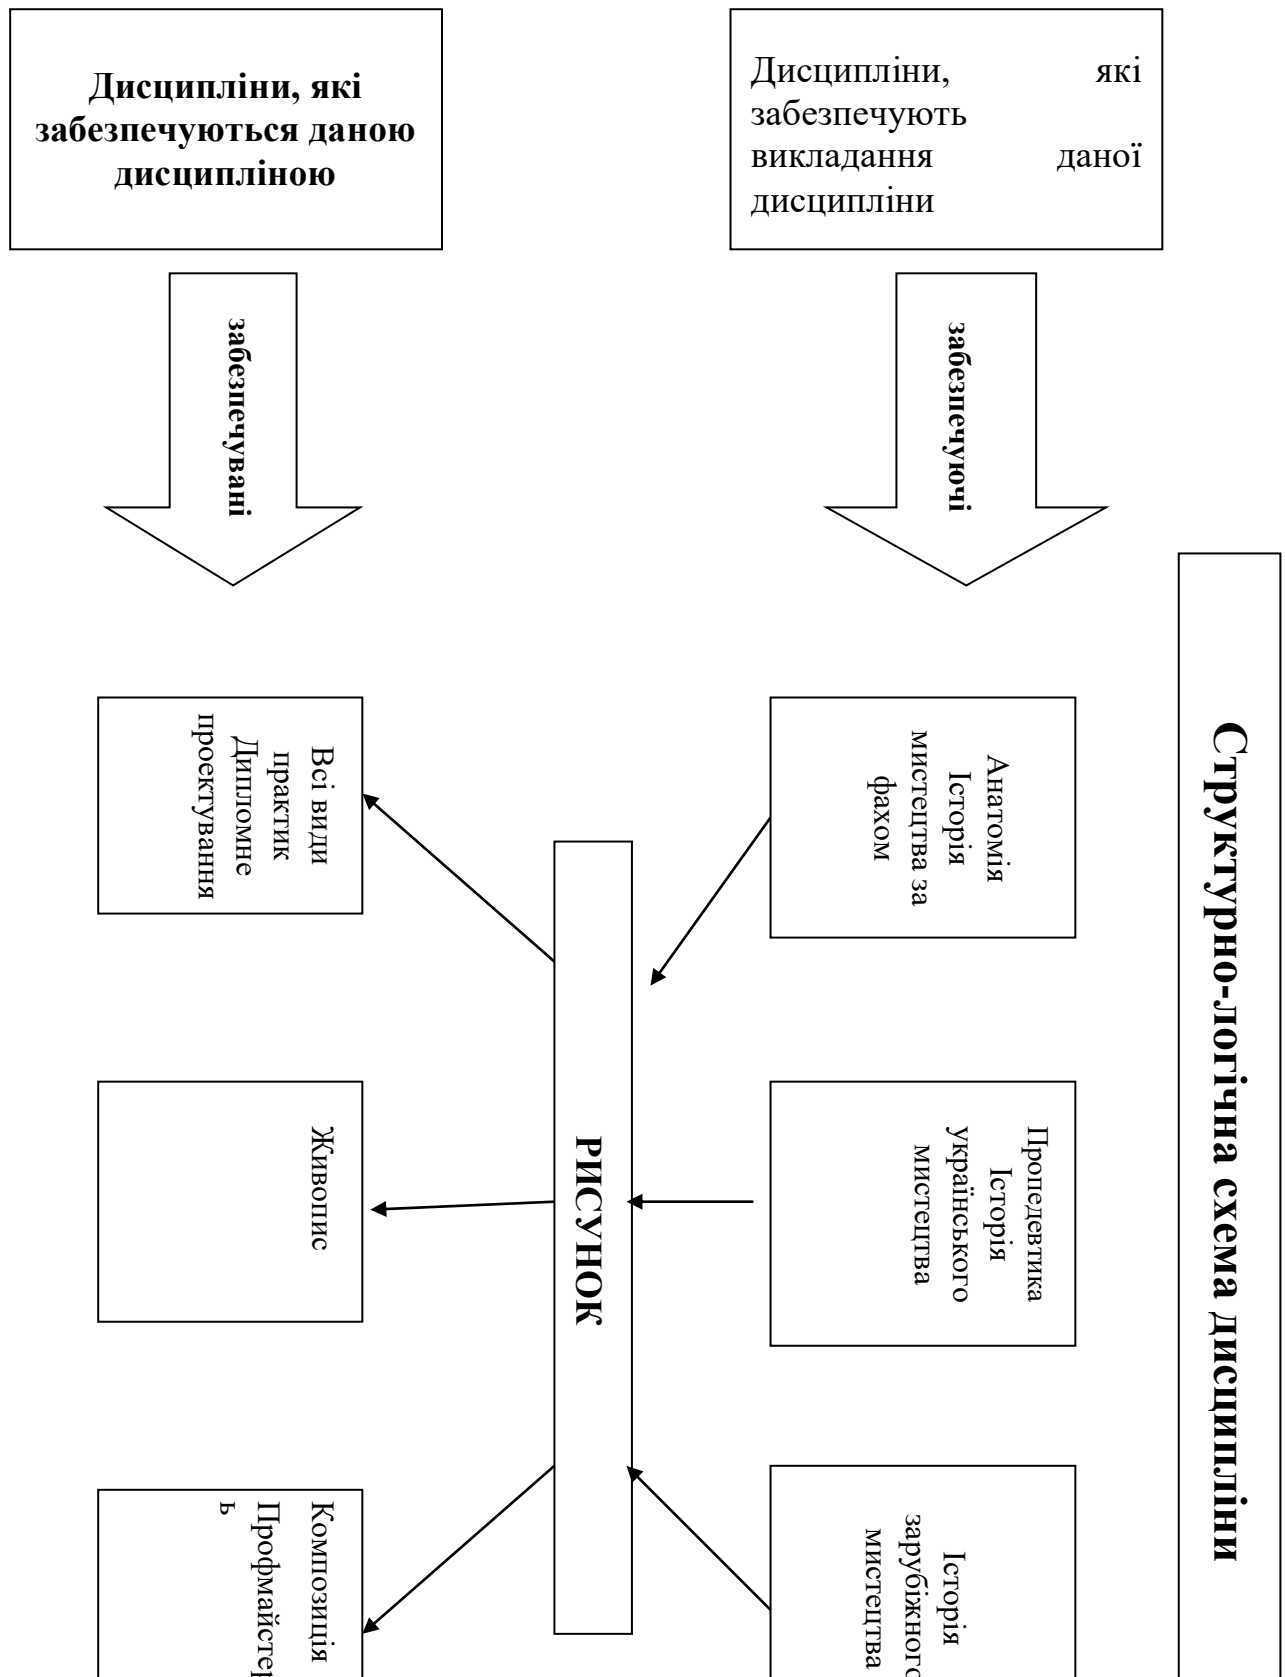 Структурно-логічна схема дисципліни
Дисципліни, які
забезпечують
викладання даної
дисципліни
забезпечуючі
Анатомія
Історія
мистецтва за
фахом
Пропедевтика
Історія
українського
мистецтва
Історія
зарубіжного
мистецтва
РИСУНОК
Дисципліни, які
забезпечуються даною
дисципліною
забезпечувані
Всі види
практик
Дипломне
проектування
Живопис
Композиція
Профмайстер
ь